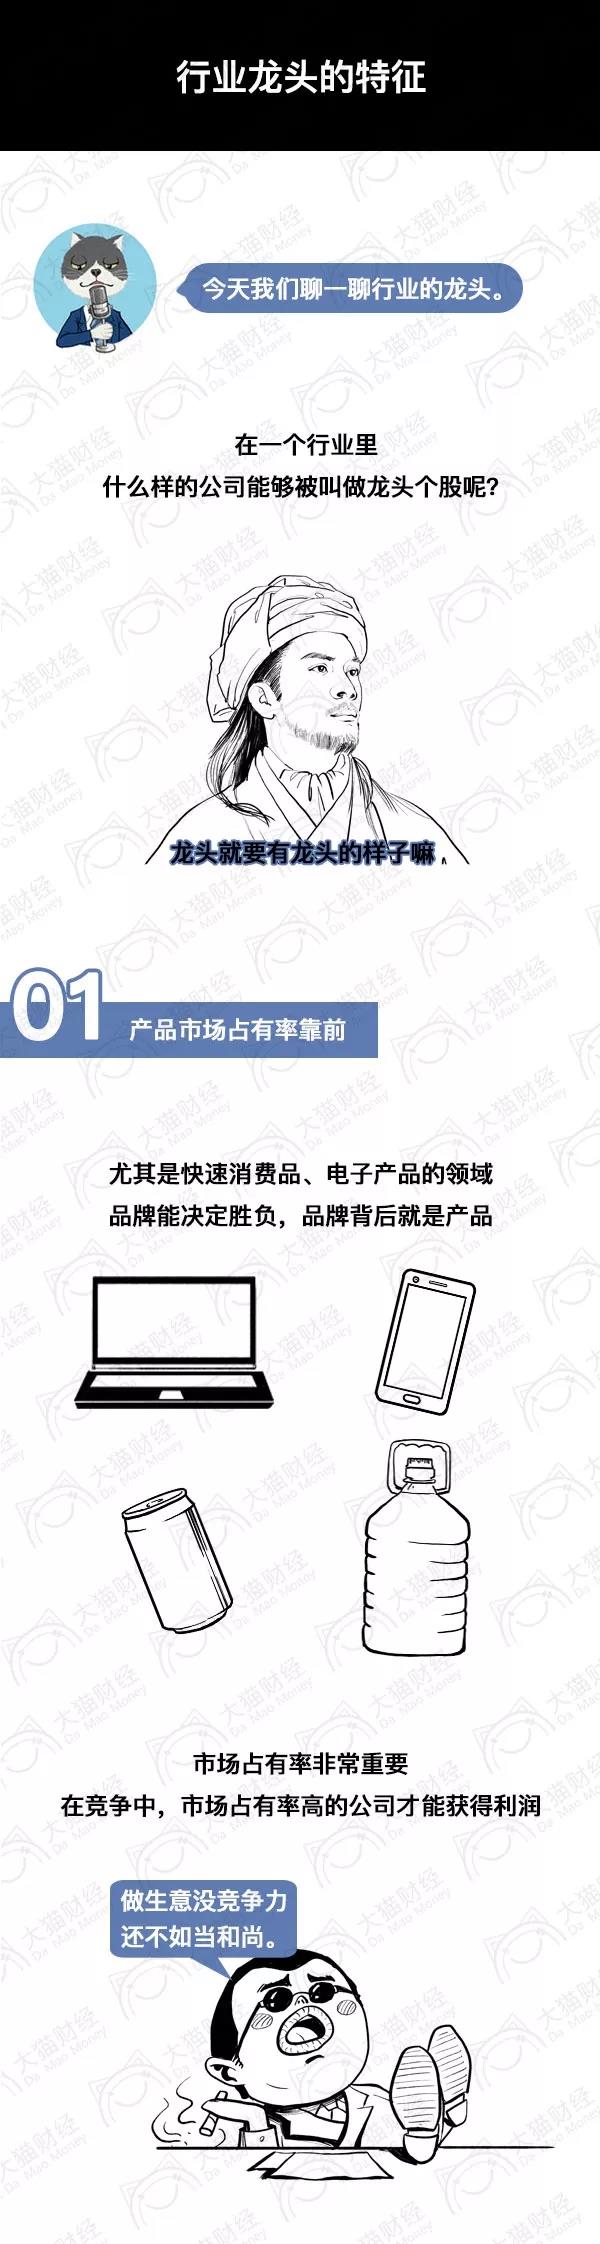 行业龙头的特征
今天我们聊一聊行业的龙头。
在一个行业里
什么样的公司能够被叫做龙头个股呢?
龙头就要有龙头的样子嘛
01
产品市场占有率靠前
尤其是快速消费品、电子产品的领域
品牌能决定胜负，品牌背后就是产品
市场占有率非常重要
在竞争中，市场占有率高的公司才能获得利润
做生意没竞争力
还不如当和尚。
大猫财经
Da Mao Money